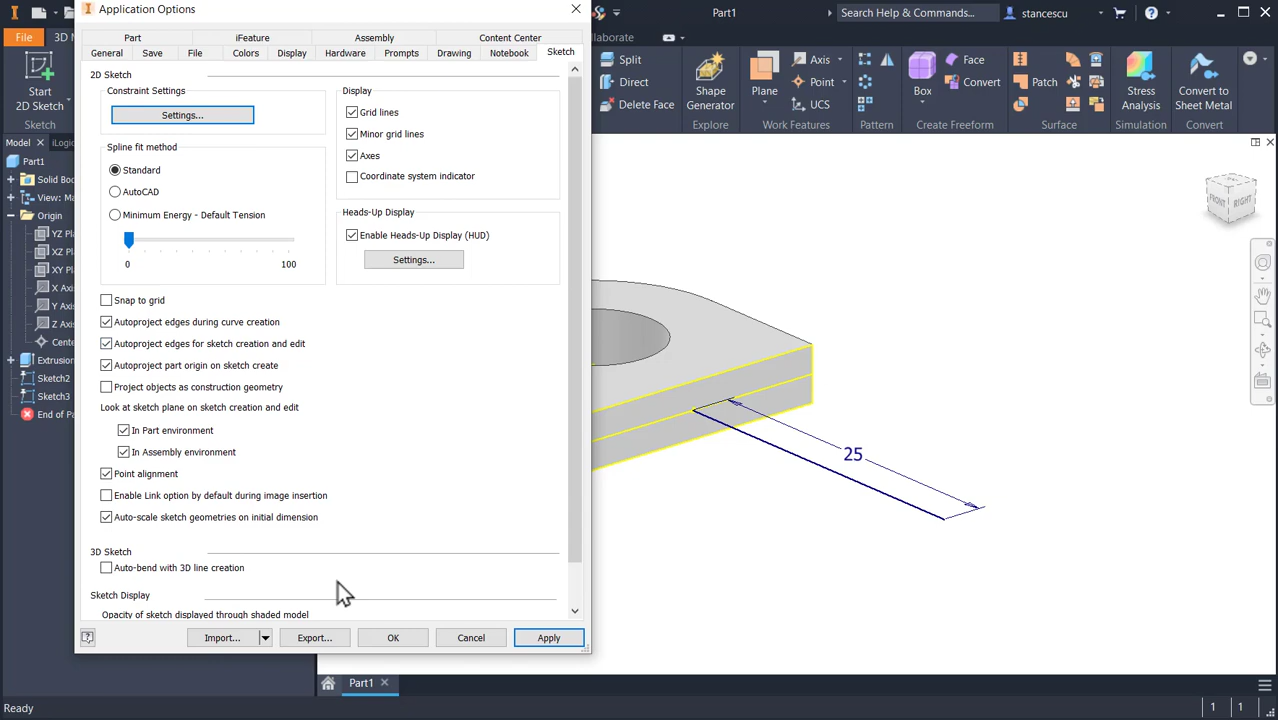 Application Options
Part1
Search Help & Commands...
stancescu
File
3D M
ollaborate
Part
iFeature
Assembly
Content Center
General
Save
File
Colors
Display
Hardware
Prompts
Drawing
Notebook
Sketch
Start
2D Sketch
Sketch
Split
Direct
Delete Face
Shape
Generator
Explore
Plane
Axis
Point
UCS
Work Features
Pattern
Box
Face
Convert
Create Freeform
Patch
Surface
Stress
Analysis
Simulation
Convert to
Sheet Metal
Convert
Model
iLogic
Part1
Solid Bo
View: Ma
Origin
YZ Pl
XZ Pl
XY Pl
X Axi
Y Axis
Z Axi
Cente
Extrusion
Sketch2
Sketch3
End of Pa
2D Sketch
Constraint Settings
Settings...
Spline fit method
Standard
AutoCAD
Minimum Energy - Default Tension
0
100
Display
Grid lines
Minor grid lines
Axes
Coordinate system indicator
Heads-Up Display
Enable Heads-Up Display (HUD)
Settings...
Snap to grid
Autoproject edges during curve creation
Autoproject edges for sketch creation and edit
Autoproject part origin on sketch create
Project objects as construction geometry
Look at sketch plane on sketch creation and edit
In Part environment
In Assembly environment
Point alignment
Enable Link option by default during image insertion
Auto-scale sketch geometries on initial dimension
3D Sketch
Auto-bend with 3D line creation
Sketch Display
Opacity of sketch displayed through shaded model
Import...
Export...
OK
Cancel
Apply
FRONT
RIGHT
25
Part1
Ready
1
1